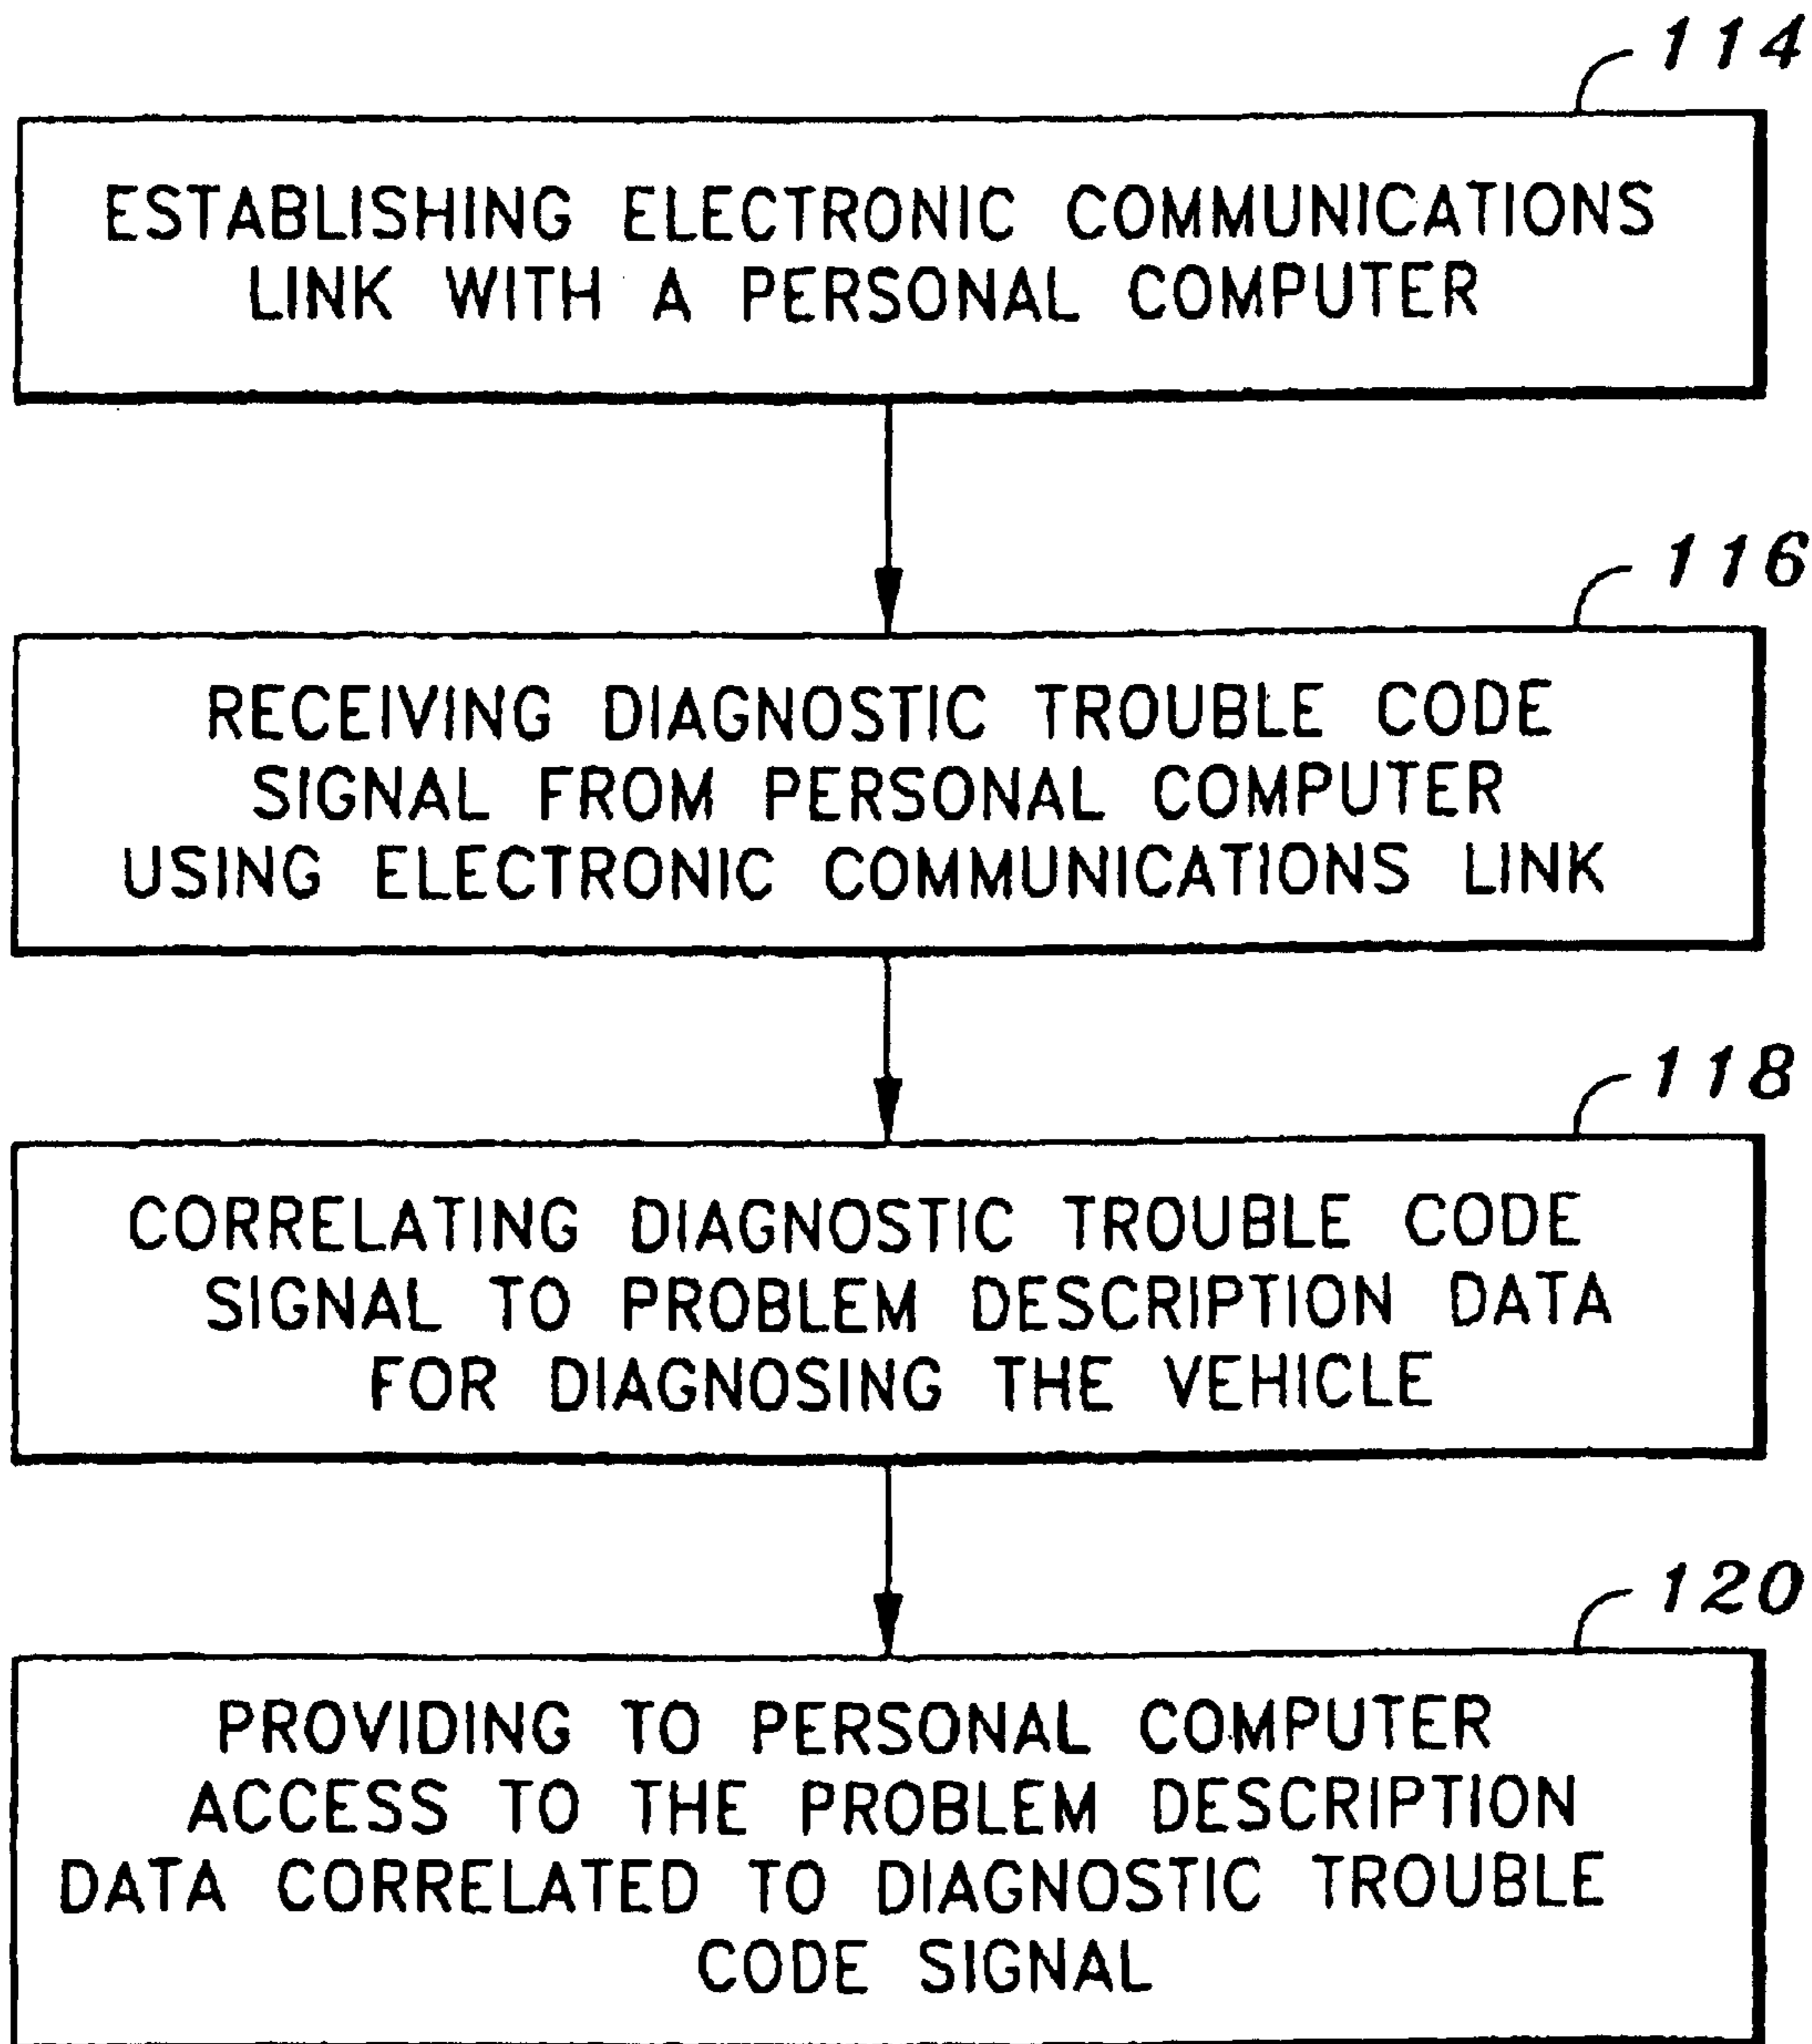 114
ESTABLISHING ELECTRONIC COMMUNICATIONS
LINK WITH A PERSONAL COMPUTER
116
RECEIVING DIAGNOSTIC TROUBLE CODE
SIGNAL FROM PERSONAL COMPUTER
USING ELECTRONIC COMMUNICATIONS LINK
118
CORRELATING DIAGNOSTIC TROUBLE CODE
SIGNAL TO PROBLEM DESCRIPTION DATA
FOR DIAGNOSING THE VEHICLE
120
PROVIDING TO PERSONAL COMPUTER
ACCESS TO THE PROBLEM DESCRIPTION
DATA CORRELATED TO DIAGNOSTIC TROUBLE
CODE SIGNAL